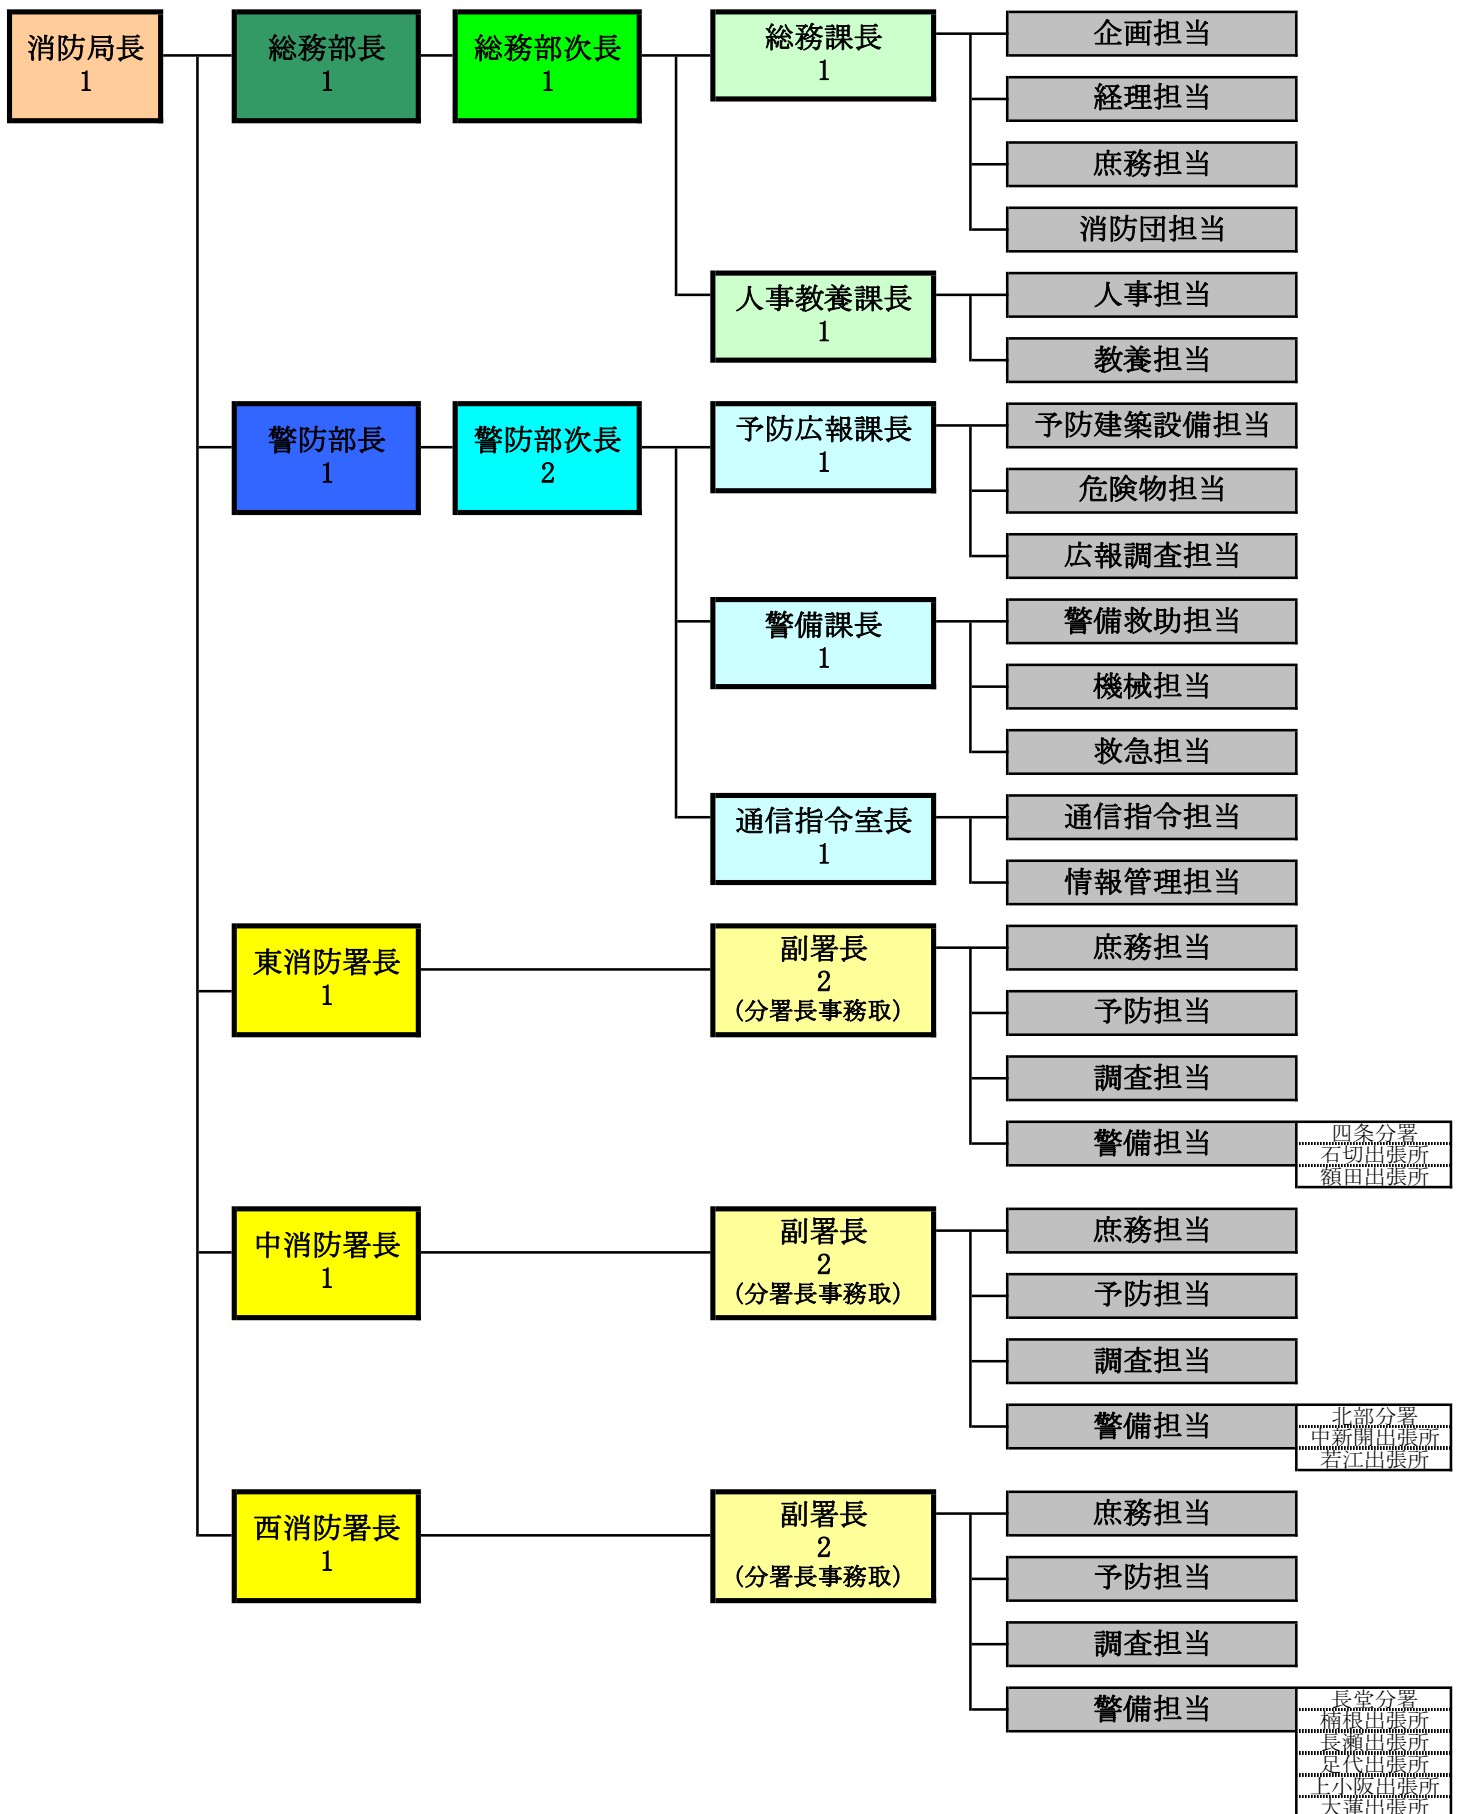 消防局長
1
総務部長
1
総務部次長
1
総務課長
1
企画担当
経理担当
庶務担当
消防団担当
人事教養課長
1
人事担当
教養担当
警防部長
1
警防部次長
2
予防広報課長
1
予防建築設備担当
危険物担当
広報調査担当
警備課長
1
警備救助担当
機械担当
救急担当
通信指令室長
1
通信指令担当
情報管理担当
東消防署長
1
副署長
2
(分署長事務取)
庶務担当
予防担当
調査担当
警備担当
四条分署
石切出張所
額田出張所
中消防署長
1
副署長
2
(分署長事務取)
庶務担当
予防担当
調査担当
警備担当
北部分署
中新開出張所
若江出張所
西消防署長
1
副署長
2
(分署長事務取)
庶務担当
予防担当
調査担当
警備担当
長堂分署
楠根出張所
長瀬出張所
足代出張所
上小阪出張所
大蓮出張所